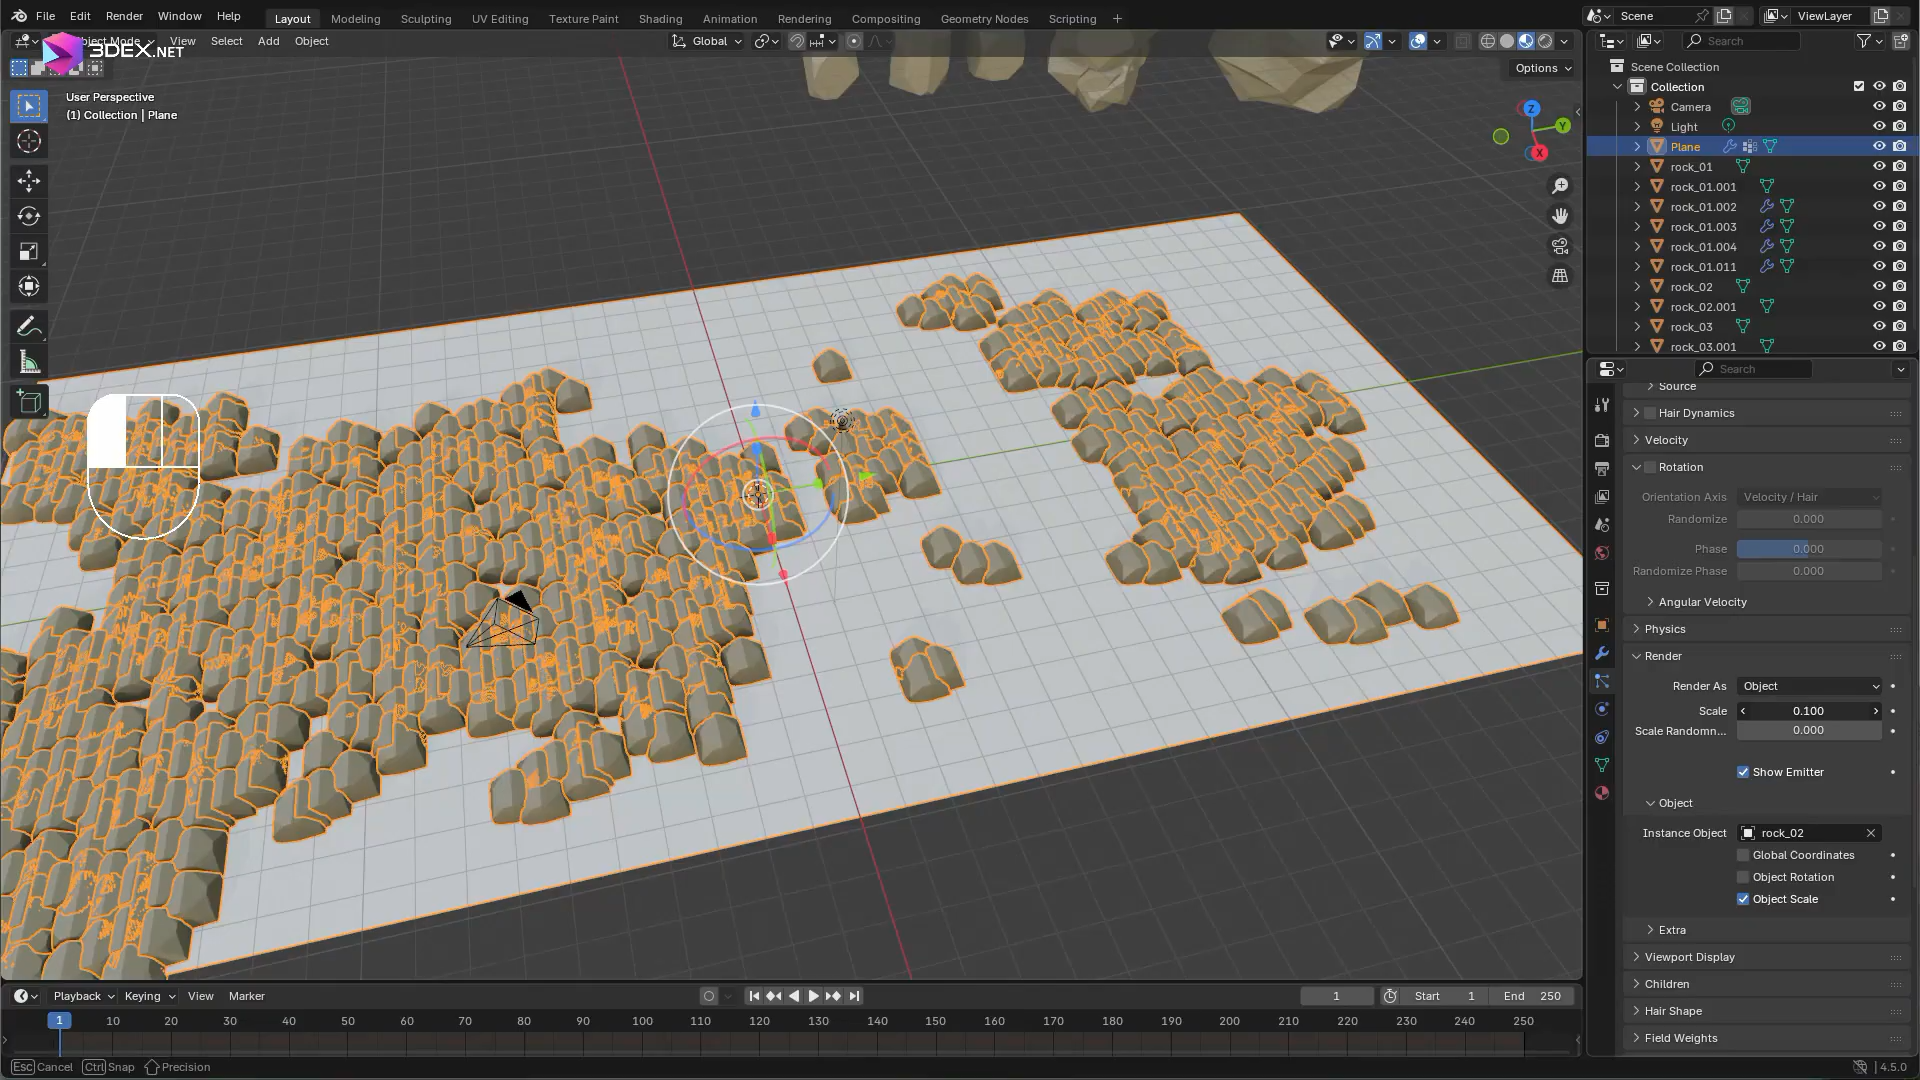 File Edit Render Window Help
Layout Modeling Sculpting UV Editing Texture Paint Shading Animation Rendering Compositing Geometry Nodes Scripting +
Scene
ViewLayer
3DEX.NET
View Select Add Object
Global
Options
User Perspective
(1) Collection | Plane
Z
Y
X
Search
Scene Collection
Collection
Camera
Light
Plane
rock_01
rock_01.001
rock_01.002
rock_01.003
rock_01.004
rock_01.011
rock_02
rock_02.001
rock_03
rock_03.001
Search
Source
Hair Dynamics
Velocity
Rotation
Orientation Axis Velocity / Hair
Randomize 0.000
Phase 0.000
Randomize Phase 0.000
Angular Velocity
Physics
Render
Render As Object
Scale 0.100
Scale Randomn... 0.000
Show Emitter
Object
Instance Object rock_02
Global Coordinates
Object Rotation
Object Scale
Extra
Viewport Display
Children
Hair Shape
Field Weights
Playback Keying View Marker
1 Start 1 End 250
1 10 20 30 40 50 60 70 80 90 100 110 120 130 140 150 160 170 180 190 200 210 220 230 240 250
Esc Cancel Ctrl Snap Precision
4.5.0